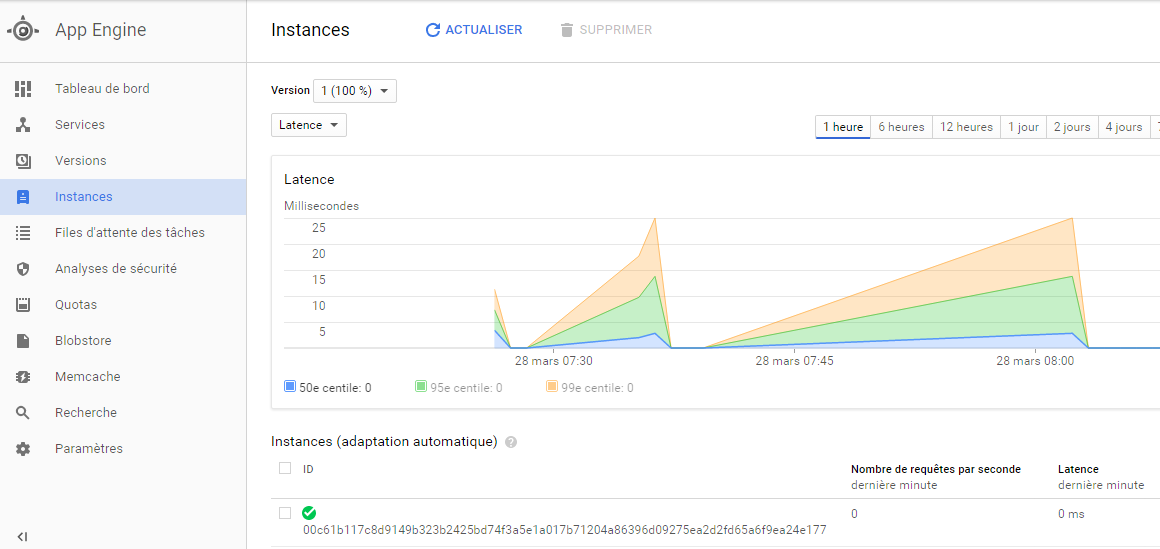 App Engine
Instances
ACTUALISER
SUPPRIMER
Tableau de bord
Services
Versions
Instances
Files d'attente des tâches
Analyses de sécurité
Quotas
Blobstore
Memcache
Recherche
Paramètres
Version 1 (100 %)
Latence
1 heure 6 heures 12 heures 1 jour 2 jours 4 jours
Latence
Millisecondes
25
20
15
10
5
28 mars 07:30 28 mars 07:45 28 mars 08:00
50e centile: 0 95e centile: 0 99e centile: 0
Instances (adaptation automatique) ?
ID Nombre de requêtes par seconde Latence
dernière minute dernière minute
0 0 ms
00c61b117c8d9149b323b2425bd74f3a5e1a017b71204a86396d09275ea2d2fd65a6f9ea24e177